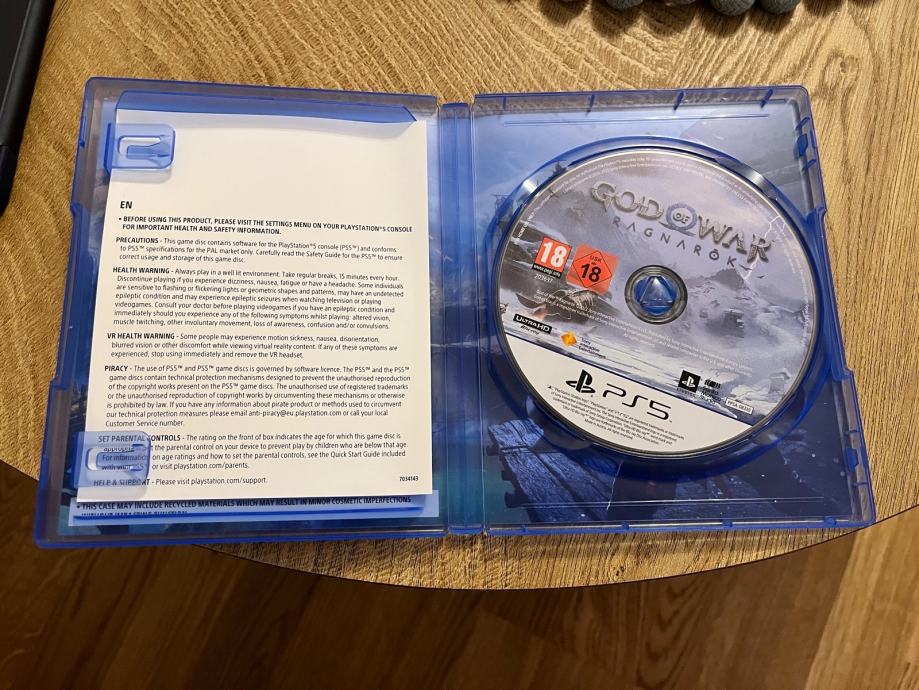 EN
• BEFORE USING THIS PRODUCT, PLEASE VISIT THE SETTINGS MENU ON YOUR PLAYSTATION®5 CONSOLE
FOR IMPORTANT HEALTH AND SAFETY INFORMATION.
PRECAUTIONS - This game disc contains software for the PlayStation®5 console (PS5™) and conforms
to PS5™ specifications for the PAL market only. Carefully read the Safety Guide for the PS5™ to ensure
correct usage and storage of this game disc.
HEALTH WARNING - Always play in a well lit environment. Take regular breaks, 15 minutes every hour.
Discontinue playing if you experience dizziness, nausea, fatigue or have a headache. Some individuals
are sensitive to flashing or flickering lights or geometric shapes and patterns, may have an undetected
epileptic condition and may experience epileptic seizures when watching television or playing
videogames. Consult your doctor before playing videogames if you have an epileptic condition and
immediately should you experience any of the following symptoms whilst playing: altered vision,
muscle twitching, other involuntary movement, loss of awareness, confusion and/or convulsions.
VR HEALTH WARNING - Some people may experience motion sickness, nausea, disorientation,
blurred vision or other discomfort while viewing virtual reality content. If any of these symptoms are
experienced, stop using immediately and remove the VR headset.
PIRACY - The use of PS5™ and PS5™ game discs is governed by software licence. The PS5™ and the PS5™
game discs contain technical protection mechanisms designed to prevent the unauthorised reproduction
of the copyright works present on the PS5™ game discs. The unauthorised use of registered trademarks
or the unauthorised reproduction of copyright works by circumventing these mechanisms or otherwise
is prohibited by law. If you have any information about pirate product or methods used to circumvent
our technical protection measures please email anti-piracy@eu.playstation.com or call your local
Customer Service number.
SET PARENTAL CONTROLS - The rating on the front of box indicates the age for which this game disc is
appropriate. Set the parental control on your device to prevent play by children who are below that age.
For information on age ratings and how to set the parental controls, see the Quick Start Guide included
with your PS5™ or visit playstation.com/parents.
HELP & SUPPORT - Please visit playstation.com/support.
7034143
• THIS CASE MAY INCLUDE RECYCLED MATERIALS WHICH MAY RESULT IN MINOR COSMETIC IMPERFECTIONS
GOD OF WAR
RAGNARÖK
18
www.pegi.info
USK
18
ULTRA HD
Blu-ray
PS5